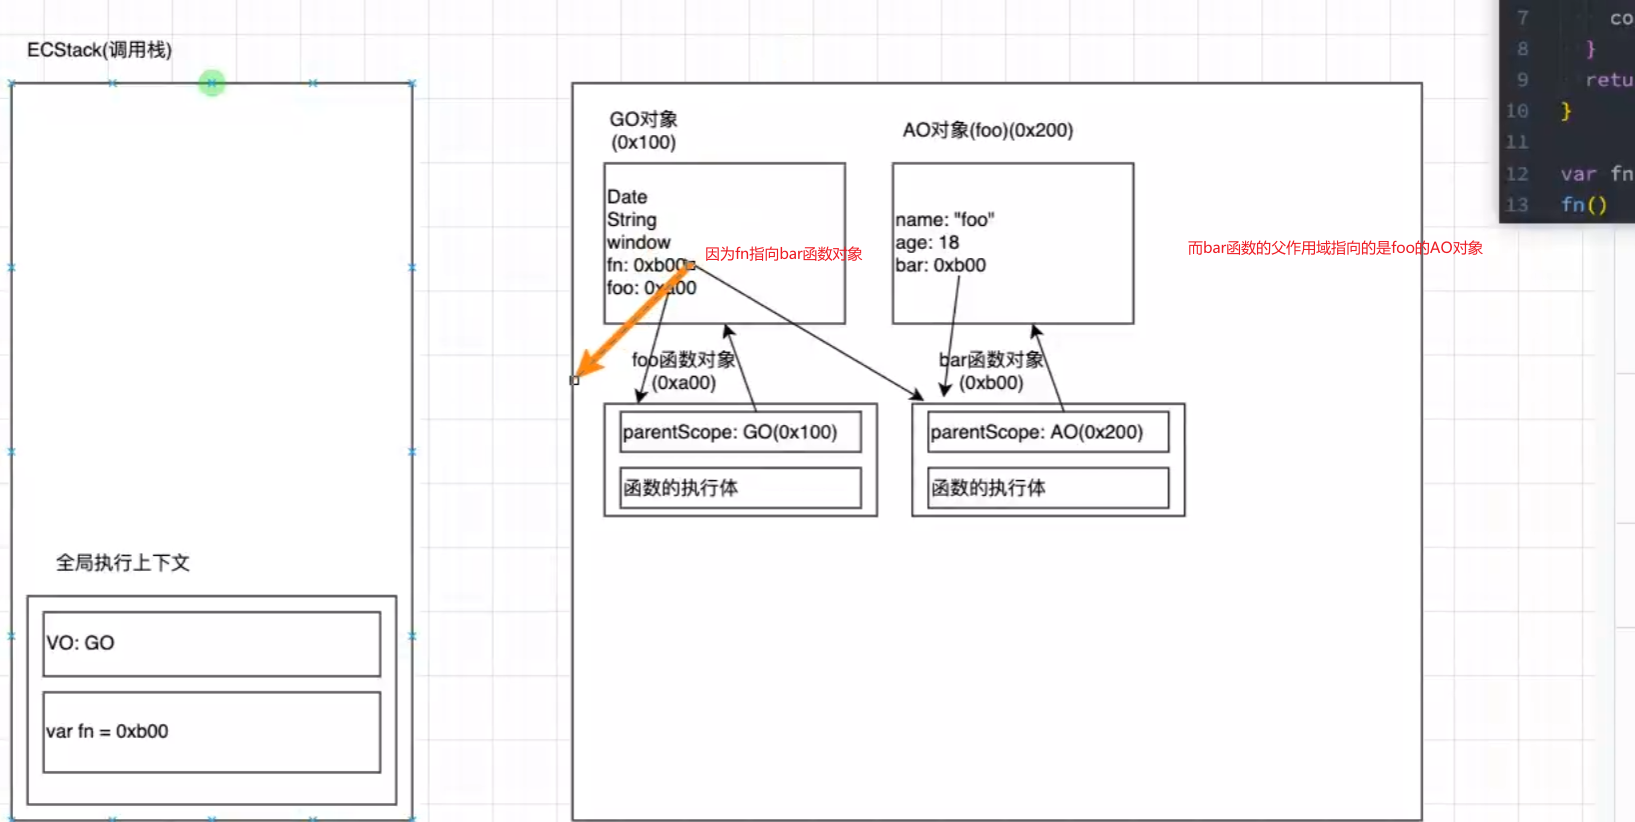 ECStack(调用栈)
GO对象
(0x100)
Date
String
window
fn: 0xb00
foo: 0xa00
因为fn指向bar函数对象
AO对象(foo)(0x200)
name: "foo"
age: 18
bar: 0xb00
而bar函数的父作用域指向的是foo的AO对象
foo函数对象
(0xa00)
parentScope: GO(0x100)
函数的执行体
bar函数对象
(0xb00)
parentScope: AO(0x200)
函数的执行体
全局执行上下文
VO: GO
var fn = 0xb00
7 co
8 }
9 retu
10 }
11
12 var fn
13 fn()